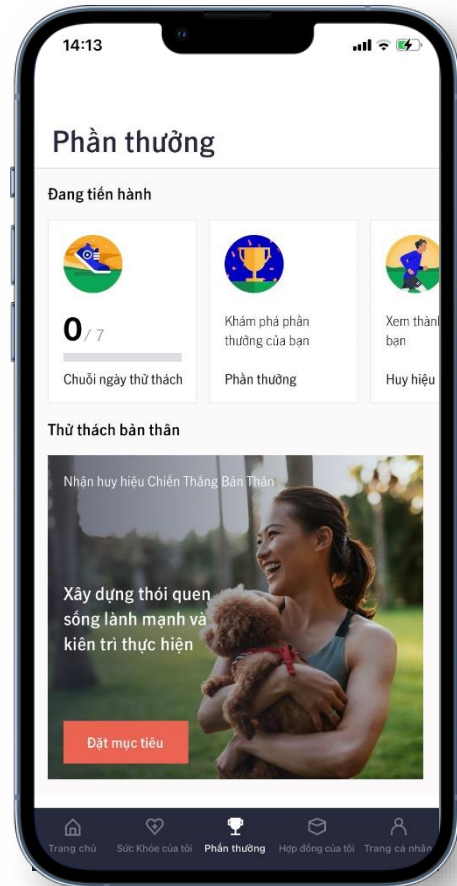 14:13
Phần thưởng
Đang tiến hành
0 / 7
Chuỗi ngày thử thách
Khám phá phần
thưởng của bạn
Phần thưởng
Xem thành
bạn
Huy hiệu
Thử thách bản thân
Nhận huy hiệu Chiến Thắng Bản Thân
Xây dựng thói quen
sống lành mạnh và
kiên trì thực hiện
Đặt mục tiêu
Trang chủ
Sức Khỏe của tôi
Phần thưởng
Hợp đồng của tôi
Trang cá nhân